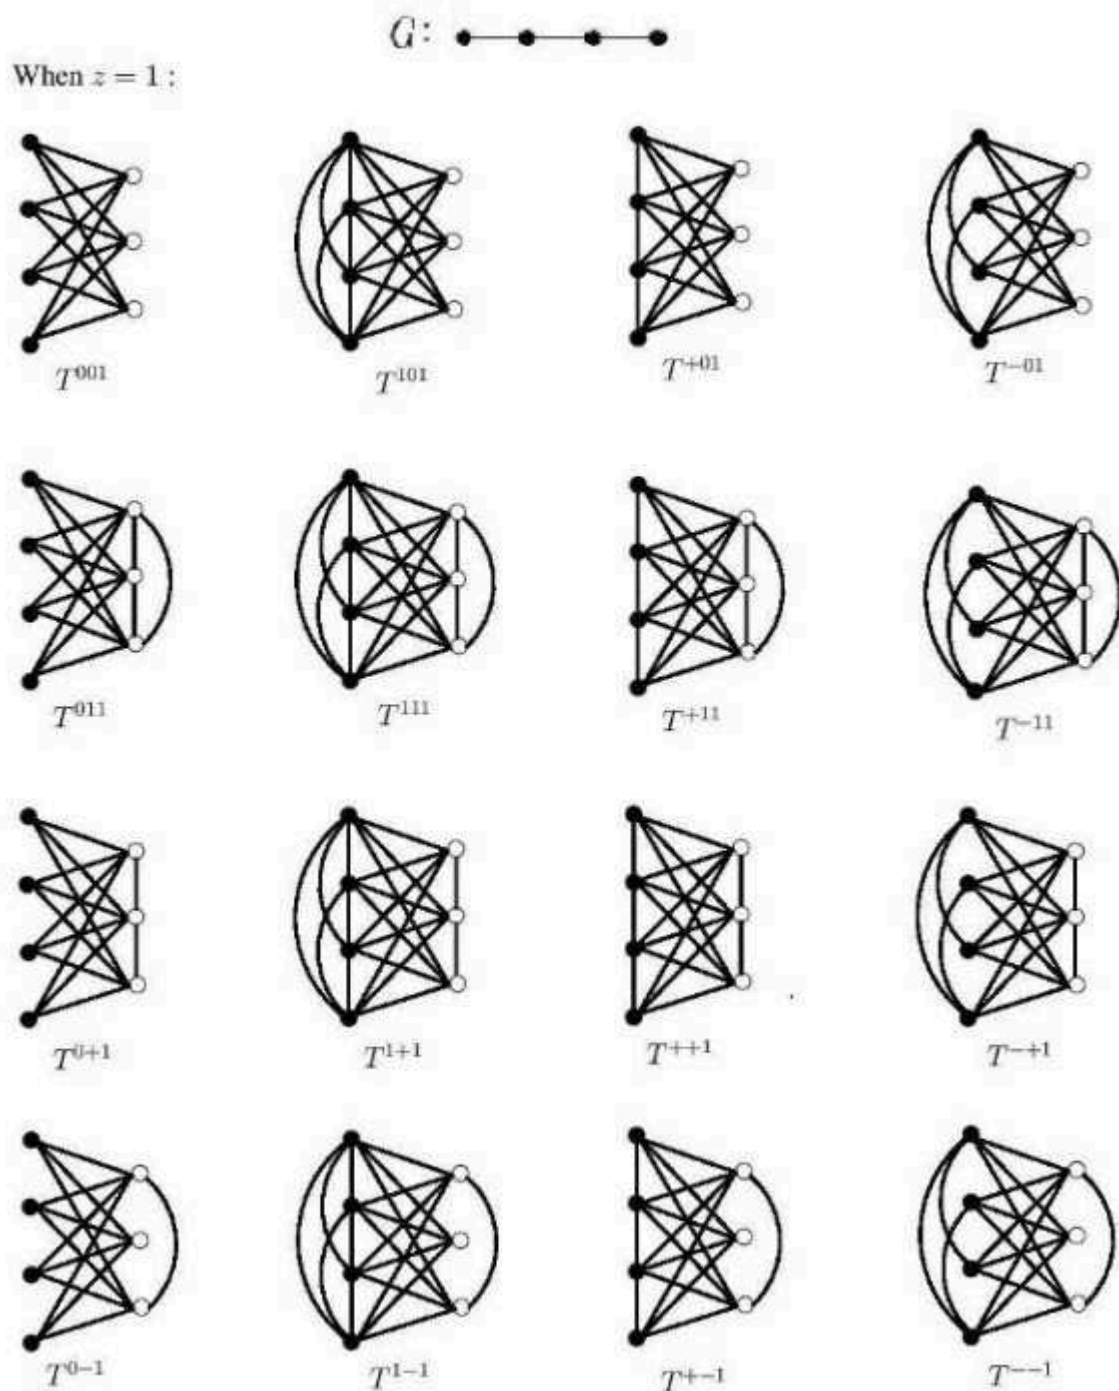 G:
When z = 1 :
T^{001} T^{101} T^{+01} T^{-01}
T^{011} T^{111} T^{+11} T^{-11}
T^{0+1} T^{1+1} T^{++1} T^{-+1}
T^{0-1} T^{1-1} T^{+-1} T^{--1}